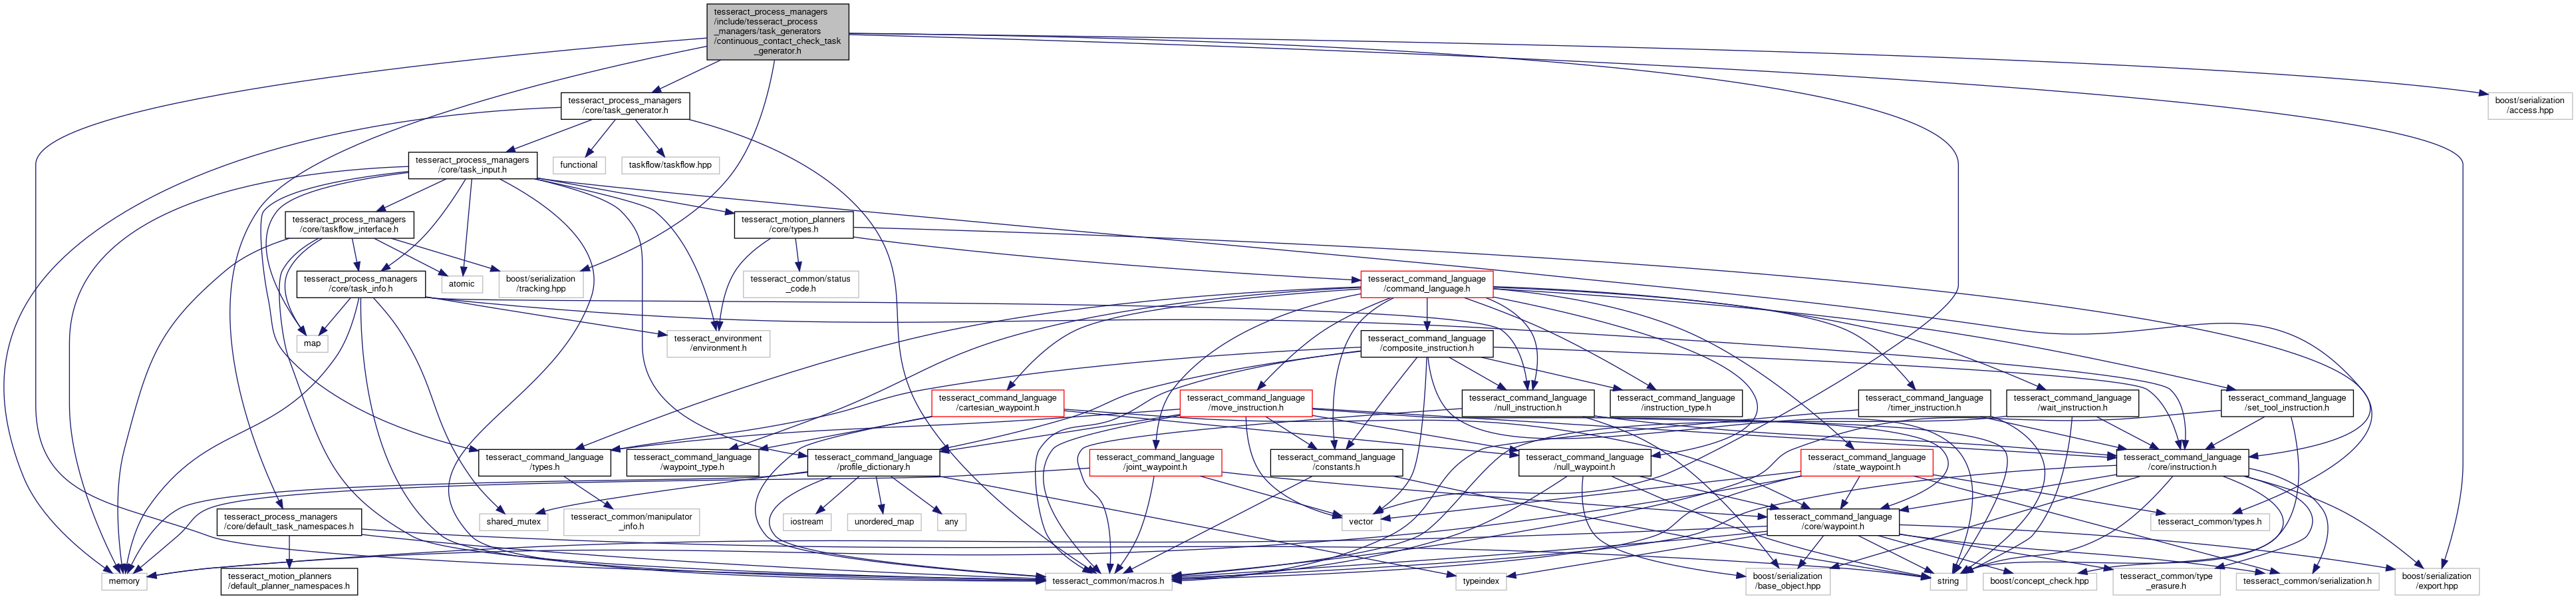 tesseract_process_managers
/include/tesseract_process
_managers/task_generators
/continuous_contact_check_task
_generator.h
tesseract_process_managers
/core/task_generator.h
boost/serialization
/access.hpp
tesseract_process_managers
/core/task_input.h
functional
taskflow/taskflow.hpp
tesseract_process_managers
/core/taskflow_interface.h
tesseract_motion_planners
/core/types.h
tesseract_process_managers
/core/task_info.h
atomic
boost/serialization
/tracking.hpp
tesseract_common/status
_code.h
tesseract_command_language
/command_language.h
map
tesseract_environment
/environment.h
tesseract_command_language
/composite_instruction.h
tesseract_command_language
/cartesian_waypoint.h
tesseract_command_language
/move_instruction.h
tesseract_command_language
/null_instruction.h
tesseract_command_language
/instruction_type.h
tesseract_command_language
/timer_instruction.h
tesseract_command_language
/wait_instruction.h
tesseract_command_language
/set_tool_instruction.h
tesseract_command_language
/types.h
tesseract_command_language
/waypoint_type.h
tesseract_command_language
/profile_dictionary.h
tesseract_command_language
/joint_waypoint.h
tesseract_command_language
/constants.h
tesseract_command_language
/null_waypoint.h
tesseract_command_language
/state_waypoint.h
tesseract_command_language
/core/instruction.h
tesseract_process_managers
/core/default_task_namespaces.h
shared_mutex
tesseract_common/manipulator
_info.h
iostream
unordered_map
any
vector
tesseract_command_language
/core/waypoint.h
tesseract_common/types.h
memory
tesseract_motion_planners
/default_planner_namespaces.h
tesseract_common/macros.h
typeindex
boost/serialization
/base_object.hpp
string
boost/concept_check.hpp
tesseract_common/type
_erasure.h
tesseract_common/serialization.h
boost/serialization
/export.hpp